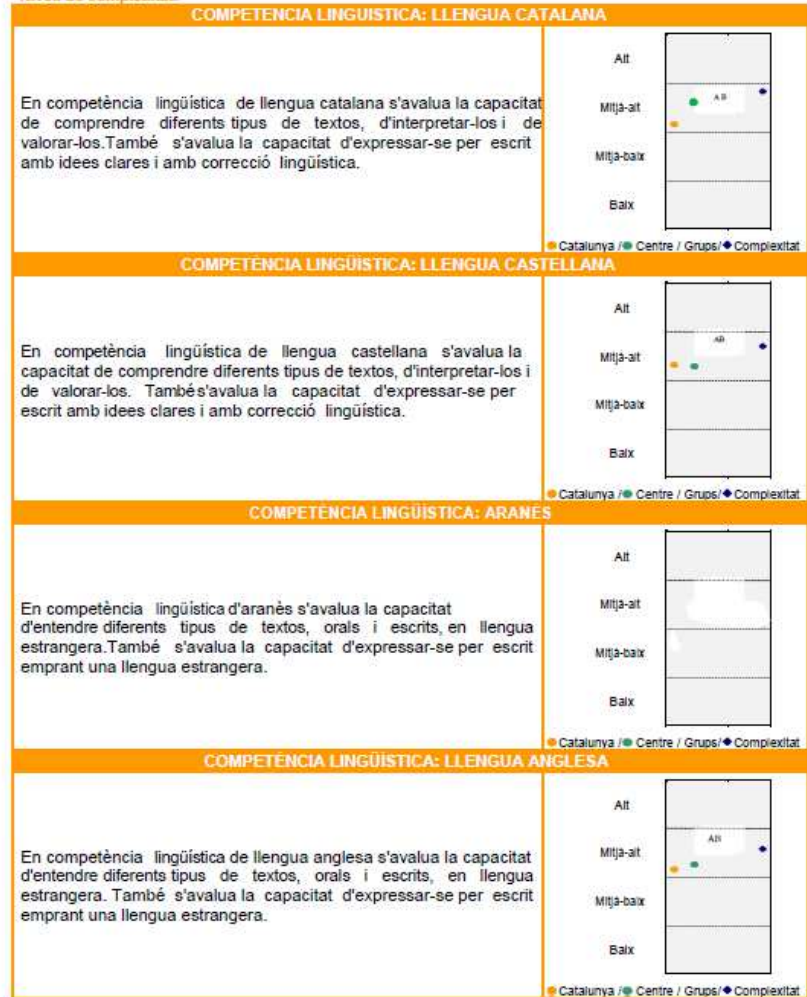 COMPETÈNCIA LINGÜÍSTICA: LLENGUA CATALANA
En competència lingüística de llengua catalana s'avalua la capacitat
de comprendre diferents tipus de textos, d'interpretar-los i de
valorar-los.També s'avalua la capacitat d'expressar-se per escrit
amb idees clares i amb correcció lingüística.
Alt
AB
Mitjà-alt
Mitjà-baix
Baix
Catalunya / Centre / Grups/ Complexitat
COMPETÈNCIA LINGÜÍSTICA: LLENGUA CASTELLANA
En competència lingüística de llengua castellana s'avalua la
capacitat de comprendre diferents tipus de textos, d'interpretar-los i
de valorar-los. També s'avalua la capacitat d'expressar-se per
escrit amb idees clares i amb correcció lingüística.
Alt
AB
Mitjà-alt
Mitjà-baix
Baix
Catalunya / Centre / Grups/ Complexitat
COMPETÈNCIA LINGÜÍSTICA: ARANÈS
En competència lingüística d'aranès s'avalua la capacitat
d'entendre diferents tipus de textos, orals i escrits, en llengua
estrangera.També s'avalua la capacitat d'expressar-se per escrit
emprant una llengua estrangera.
Alt
Mitjà-alt
Mitjà-baix
Baix
Catalunya / Centre / Grups/ Complexitat
COMPETÈNCIA LINGÜÍSTICA: LLENGUA ANGLESA
En competència lingüística de llengua anglesa s'avalua la capacitat
d'entendre diferents tipus de textos, orals i escrits, en llengua
estrangera. També s'avalua la capacitat d'expressar-se per escrit
emprant una llengua estrangera.
Alt
AB
Mitjà-alt
Mitjà-baix
Baix
Catalunya / Centre / Grups/ Complexitat